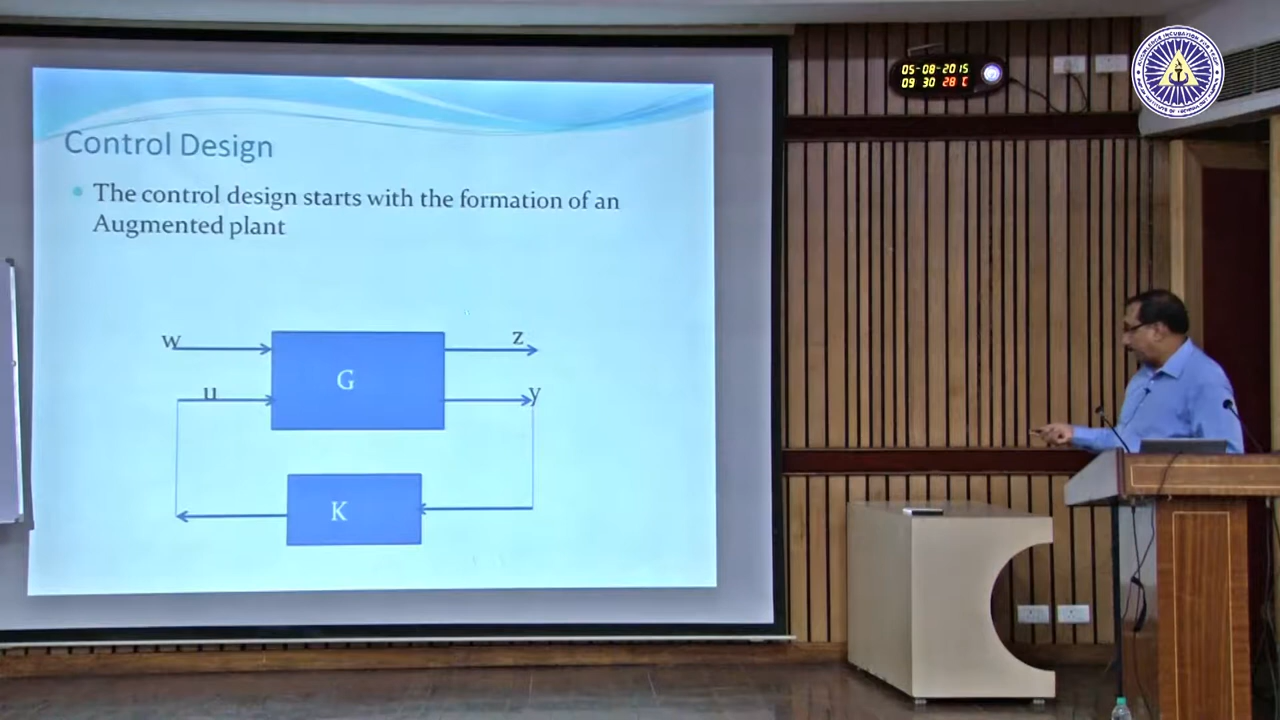 Control Design
The control design starts with the formation of an
Augmented plant
w
z
G
u
y
K
05-08-2015
09 30 28 C